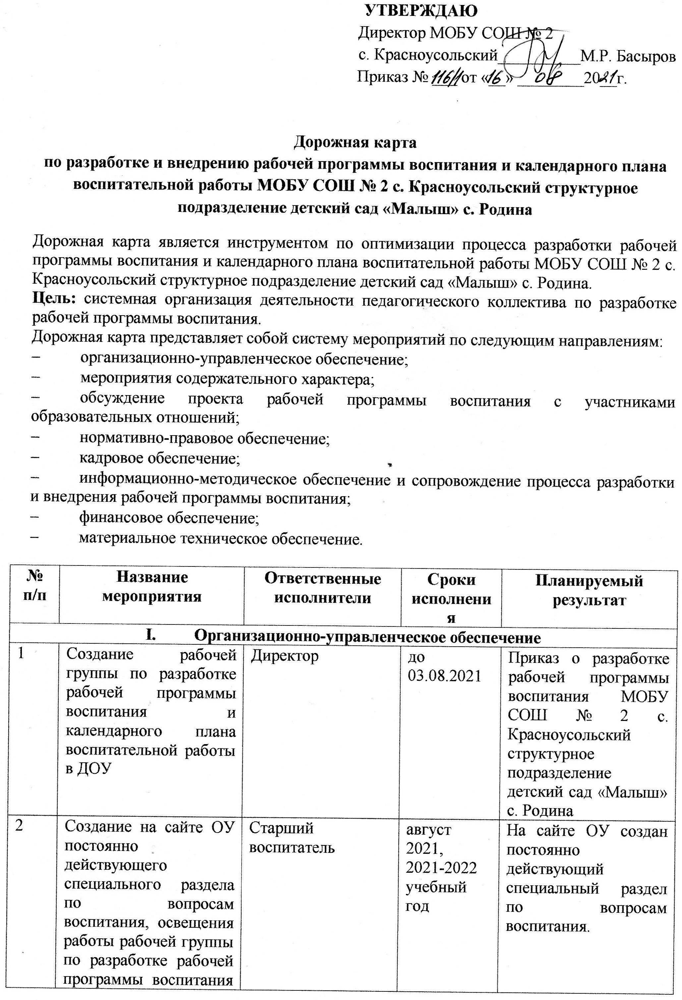 УТВЕРЖДАЮ
Директор МОБУ СОШ № 2
с. Красноусольский__________М.Р. Басыров
Приказ № 116/1 от «16» 08 2021г.
Дорожная карта
по разработке и внедрению рабочей программы воспитания и календарного плана
воспитательной работы МОБУ СОШ № 2 с. Красноусольский структурное
подразделение детский сад «Малыш» с. Родина
Дорожная карта является инструментом по оптимизации процесса разработки рабочей
программы воспитания и календарного плана воспитательной работы МОБУ СОШ № 2 с.
Красноусольский структурное подразделение детский сад «Малыш» с. Родина.
Цель: системная организация деятельности педагогического коллектива по разработке
рабочей программы воспитания.
Дорожная карта представляет собой систему мероприятий по следующим направлениям:
– организационно-управленческое обеспечение;
– мероприятия содержательного характера;
– обсуждение проекта рабочей программы воспитания с участниками
образовательных отношений;
– нормативно-правовое обеспечение;
– кадровое обеспечение;
– информационно-методическое обеспечение и сопровождение процесса разработки
и внедрения рабочей программы воспитания;
– финансовое обеспечение;
– материальное техническое обеспечение.
№
п/п
Название
мероприятия
Ответственные
исполнители
Сроки
исполнени
я
Планируемый
результат
I. Организационно-управленческое обеспечение
1
Создание рабочей
группы по разработке
рабочей программы
воспитания и
календарного плана
воспитательной работы
в ДОУ
Директор
до
03.08.2021
Приказ о разработке
рабочей программы
воспитания МОБУ
СОШ № 2 с.
Красноусольский
структурное
подразделение
детский сад «Малыш»
с. Родина
2
Создание на сайте ОУ
постоянно
действующего
специального раздела
по вопросам
воспитания, освещения
работы рабочей группы
по разработке рабочей
программы воспитания
Старший
воспитатель
август
2021,
2021-2022
учебный
год
На сайте ОУ создан
постоянно
действующий
специальный раздел
по вопросам
воспитания.